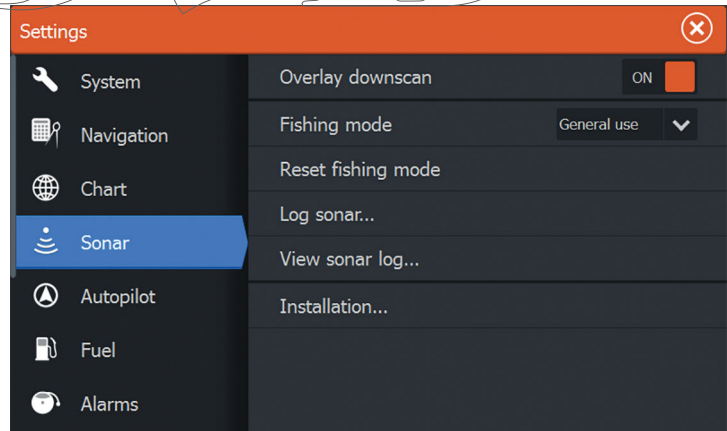 Settings
System
Navigation
Chart
Sonar
Autopilot
Fuel
Alarms
Overlay downscan ON
Fishing mode General use
Reset fishing mode
Log sonar...
View sonar log...
Installation...